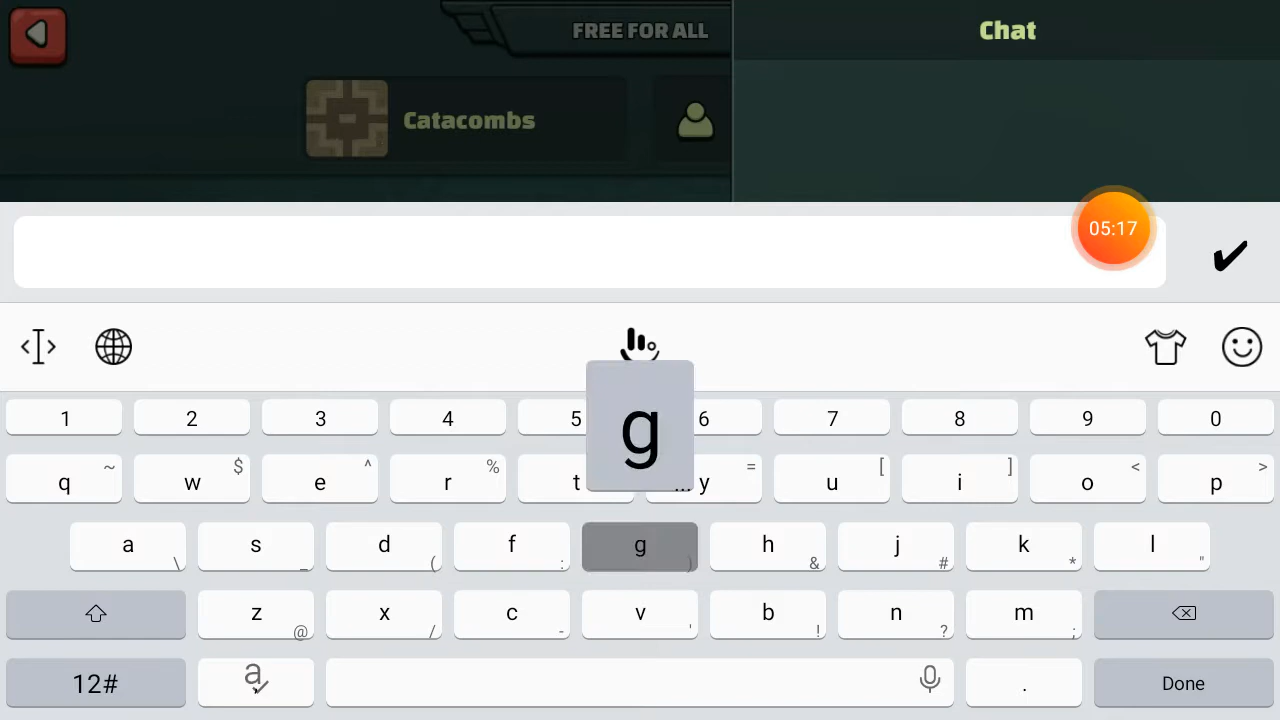 FREE FOR ALL
Chat
Catacombs
05:17
g
1 2 3 4 5 6 7 8 9 0
~ $ ^ % = [ ] < >
q w e r t ... y u i o p
a s d f g h j k l
\ _ ( : ) & # * "
z x c v b n m
@ / - ' ! ? ;
12# a , . Done